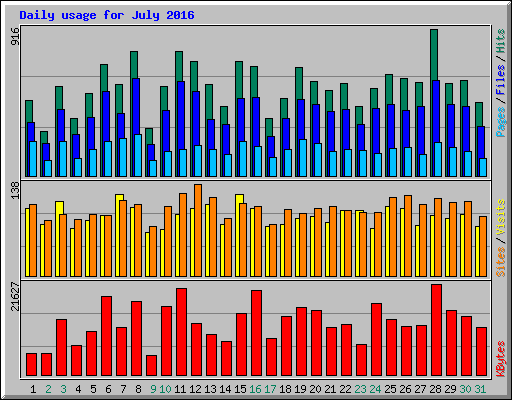 Daily usage for July 2016
916
Pages / Files / Hits
138
Sites / Visits
21627
KBytes
1 2 3 4 5 6 7 8 9 10 11 12 13 14 15 16 17 18 19 20 21 22 23 24 25 26 27 28 29 30 31